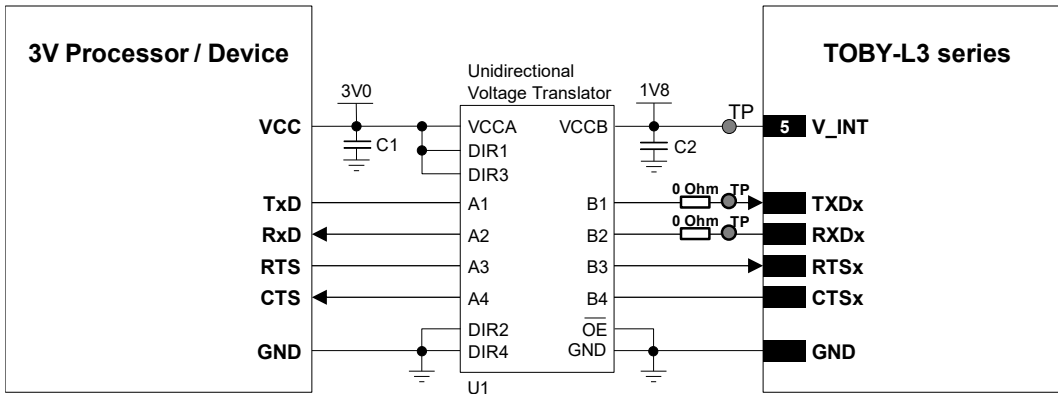 3V Processor / Device
TOBY-L3 series
Unidirectional
Voltage Translator
3V0
1V8
TP
VCC
VCCA
VCCB
5
V_INT
C1
C2
DIR1
DIR3
0 Ohm
TP
TxD
A1
B1
TXDx
0 Ohm
TP
RxD
A2
B2
RXDx
RTS
A3
B3
RTSx
CTS
A4
B4
CTSx
DIR2
OE
GND
DIR4
GND
GND
U1